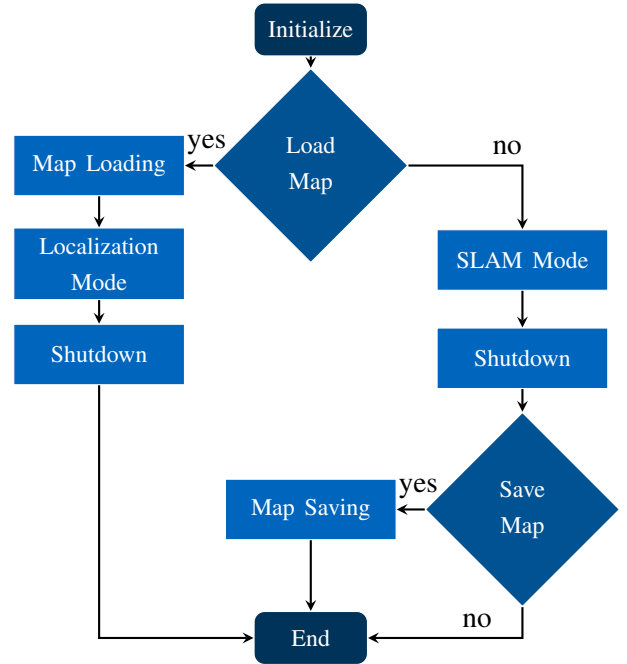 Initialize
Load
Map
yes
no
Map Loading
Localization
Mode
SLAM Mode
Shutdown
Shutdown
Save
Map
yes
Map Saving
no
End